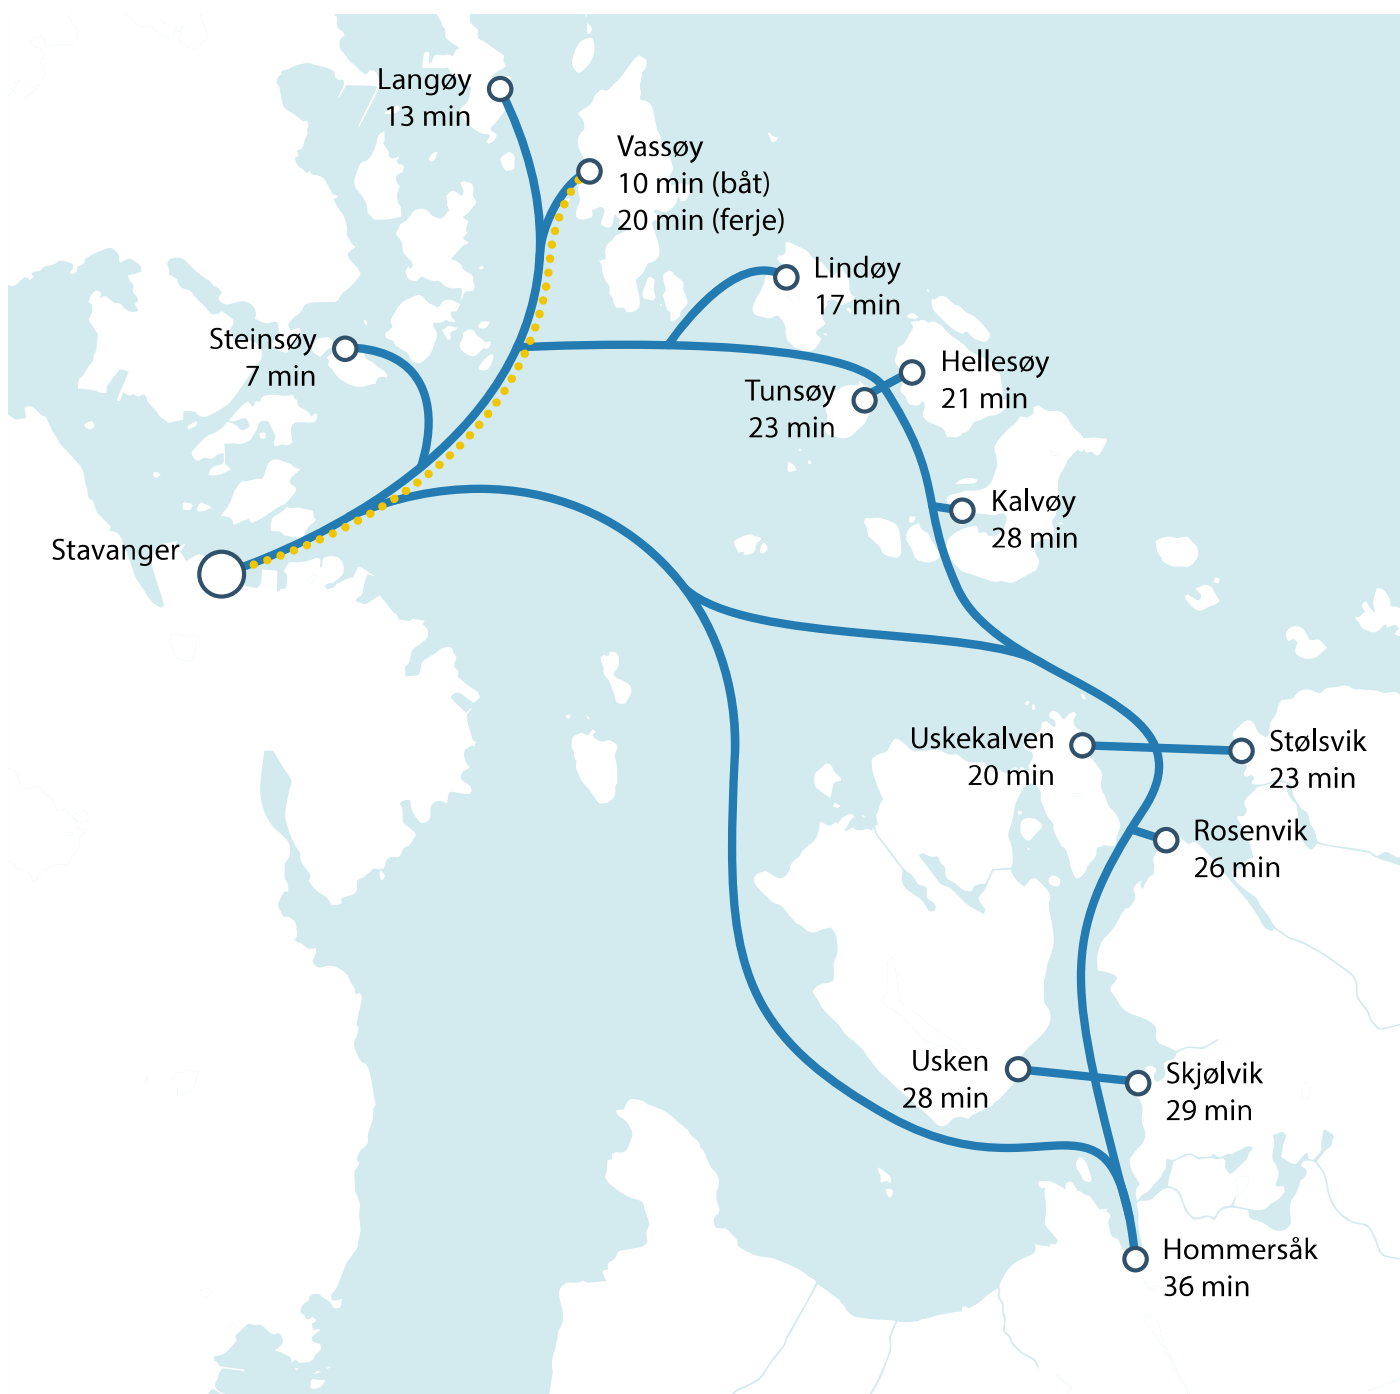 Langøy
13 min
Vassøy
10 min (båt)
20 min (ferje)
Lindøy
17 min
Steinsøy
7 min
Hellesøy
21 min
Tunsøy
23 min
Kalvøy
28 min
Stavanger
Uskekalven
20 min
Stølsvik
23 min
Rosenvik
26 min
Usken
28 min
Skjølvik
29 min
Hommersåk
36 min